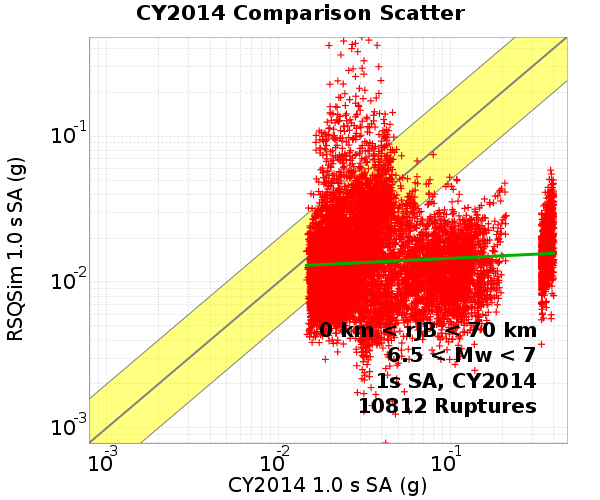 CY2014 Comparison Scatter
RSQSim 1.0 s SA (g)
10-1
10-2
10-3
0 km < rJB < 70 km
6.5 < Mw < 7
1s SA, CY2014
10812 Ruptures
10-3 10-2 10-1
CY2014 1.0 s SA (g)